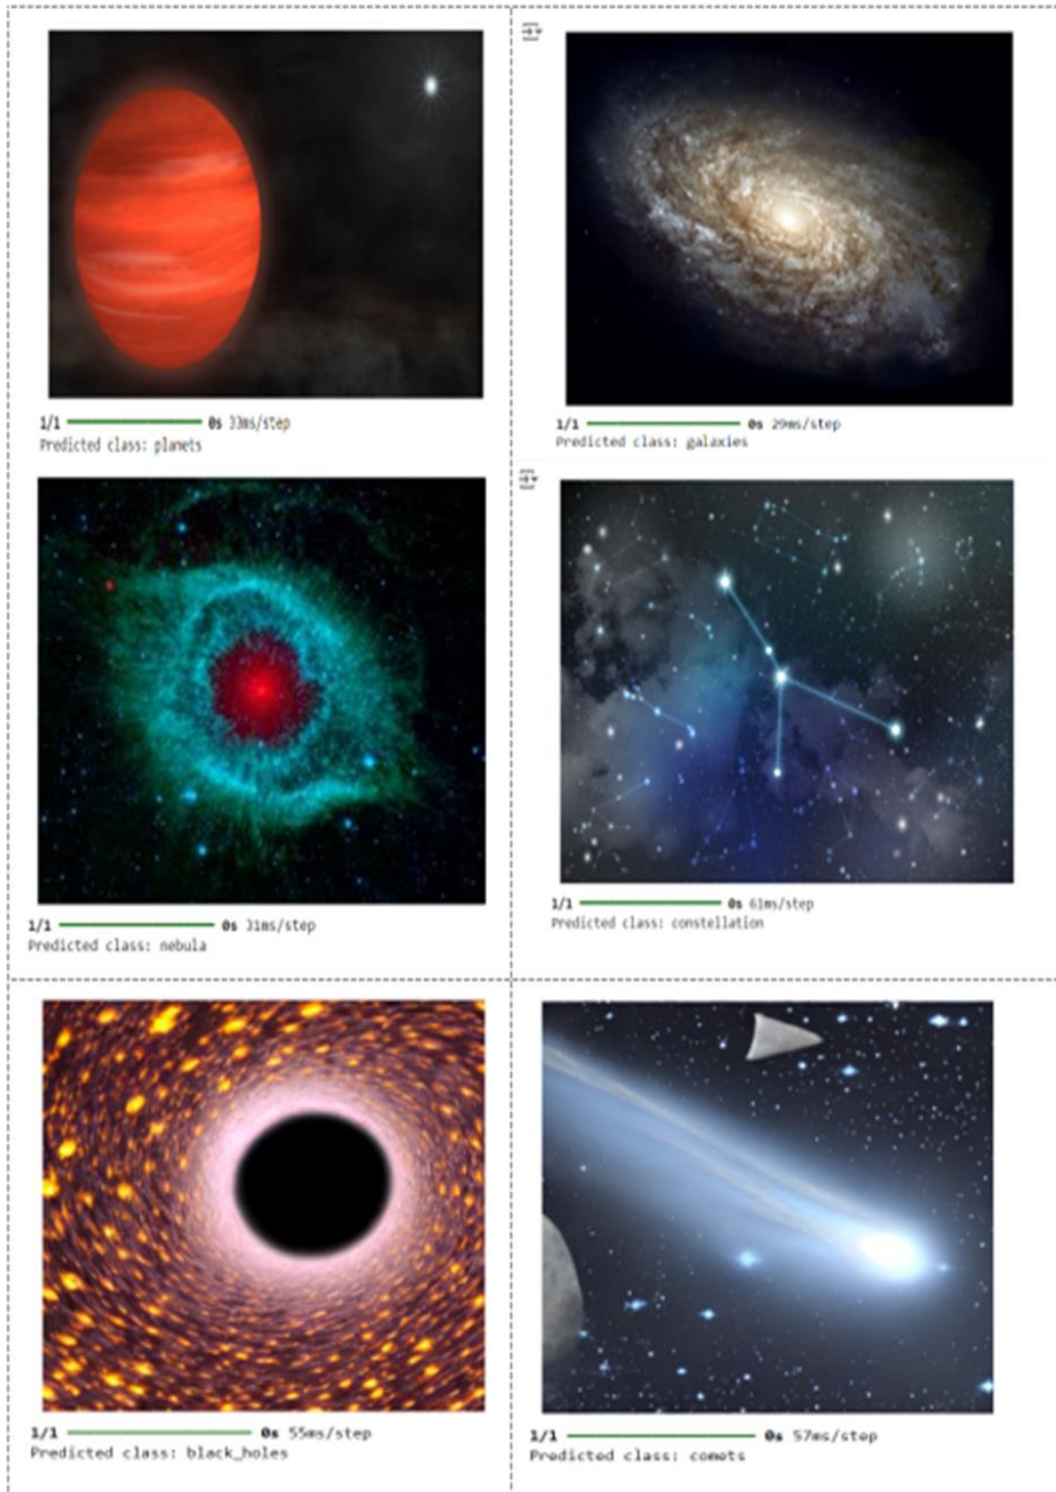 1/1 0s 33ms/step
Predicted class: planets
1/1 0s 29ms/step
Predicted class: galaxies
1/1 0s 31ms/step
Predicted class: nebula
1/1 0s 61ms/step
Predicted class: constellation
1/1 0s 55ms/step
Predicted class: black_holes
1/1 0s 57ms/step
Predicted class: comets